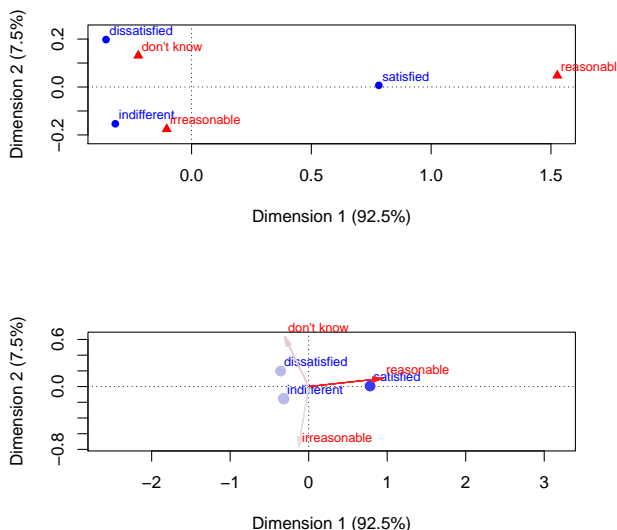 Dimension 2 (7.5%)
0.2
0.0
−0.2
dissatisfied
don't know
reasonabl
satisfied
indifferent
irreasonable
0.0 0.5 1.0 1.5
Dimension 1 (92.5%)
Dimension 2 (7.5%)
0.6
0.0
−0.8
don't know
dissatisfied
reasonable
satisfied
indifferent
irreasonable
−2 −1 0 1 2 3
Dimension 1 (92.5%)